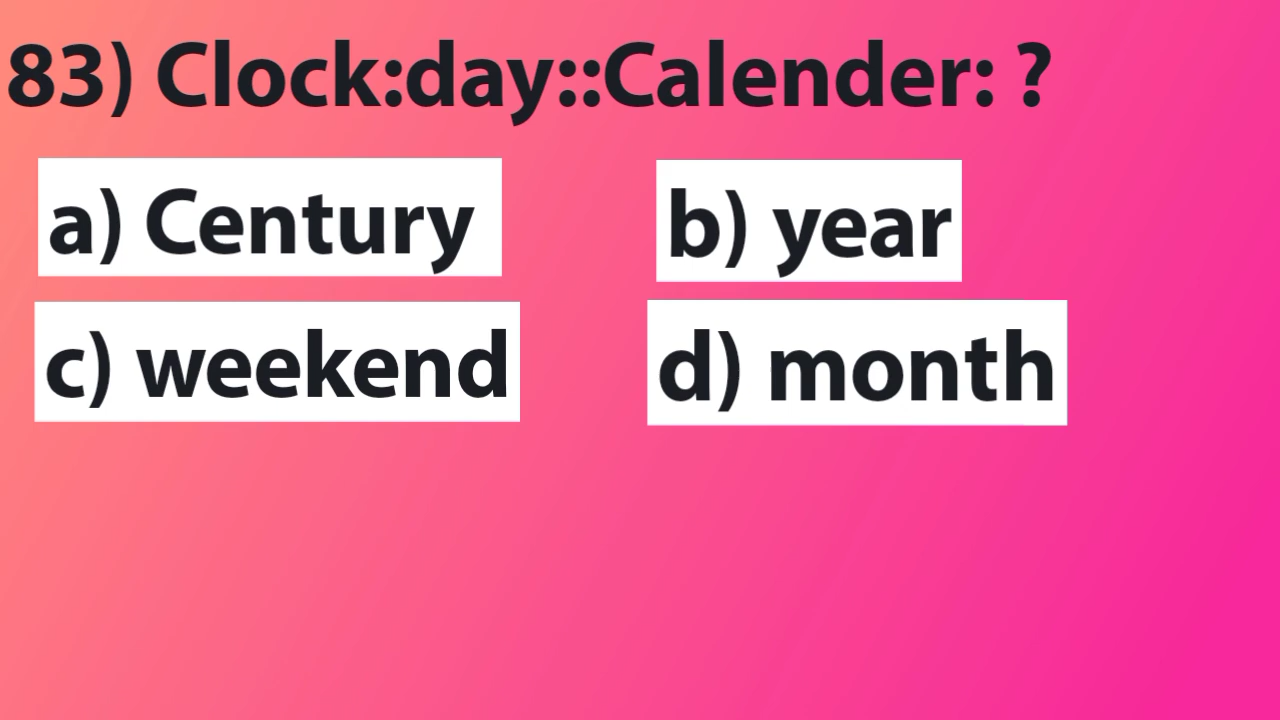 83) Clock:day::Calender: ?
a) Century b) year
c) weekend d) month